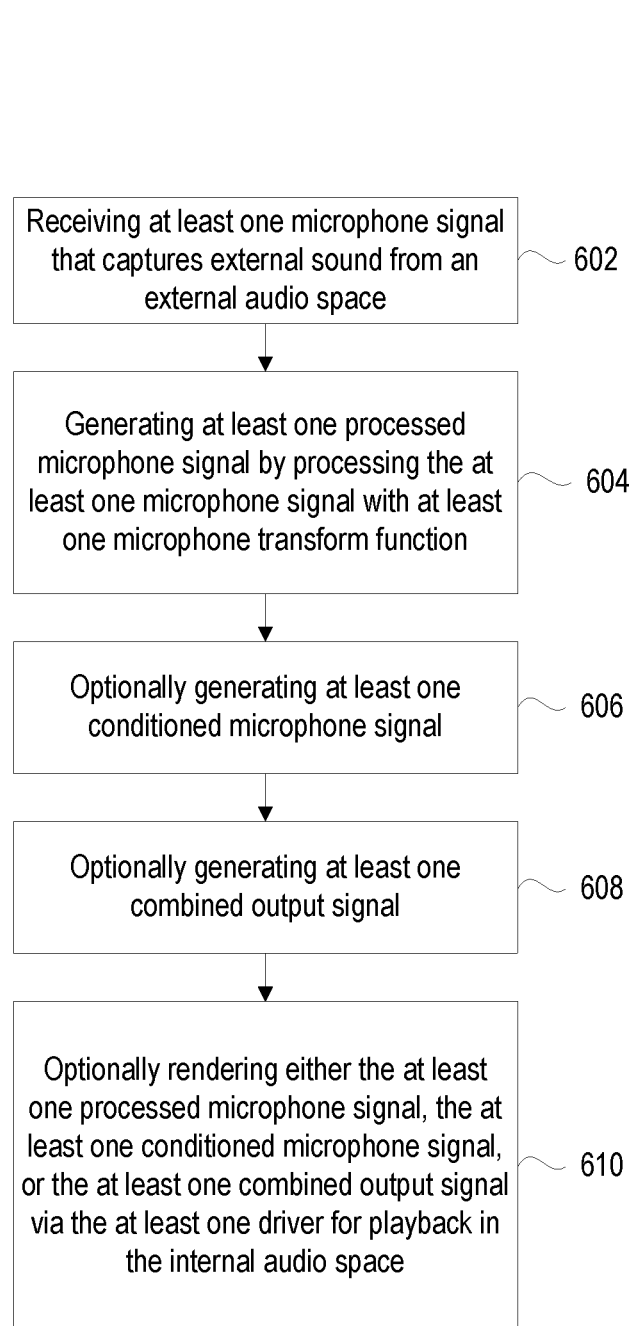 Receiving at least one microphone signal
that captures external sound from an
external audio space
602
Generating at least one processed
microphone signal by processing the at
least one microphone signal with at least
one microphone transform function
604
Optionally generating at least one
conditioned microphone signal
606
Optionally generating at least one
combined output signal
608
Optionally rendering either the at least
one processed microphone signal, the at
least one conditioned microphone signal,
or the at least one combined output signal
via the at least one driver for playback in
the internal audio space
610